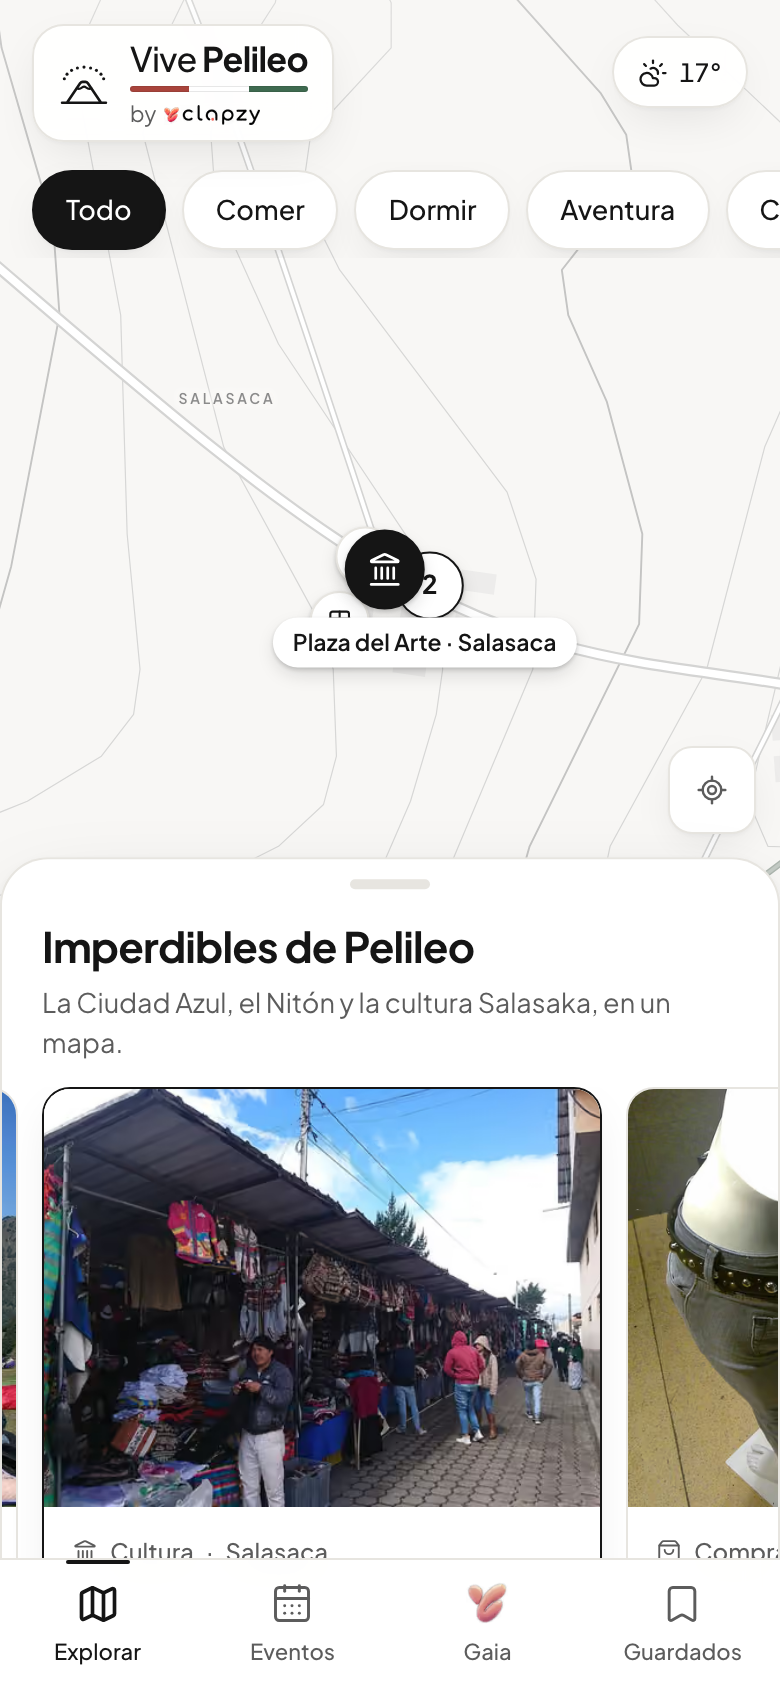 Vive Pelileo
by clapzy
17°
Todo
Comer
Dormir
Aventura
C
SALASACA
2
Plaza del Arte · Salasaca
Imperdibles de Pelileo
La Ciudad Azul, el Nitón y la cultura Salasaka, en un
mapa.
Cultura · Salasaca
Compra
Explorar
Eventos
Gaia
Guardados